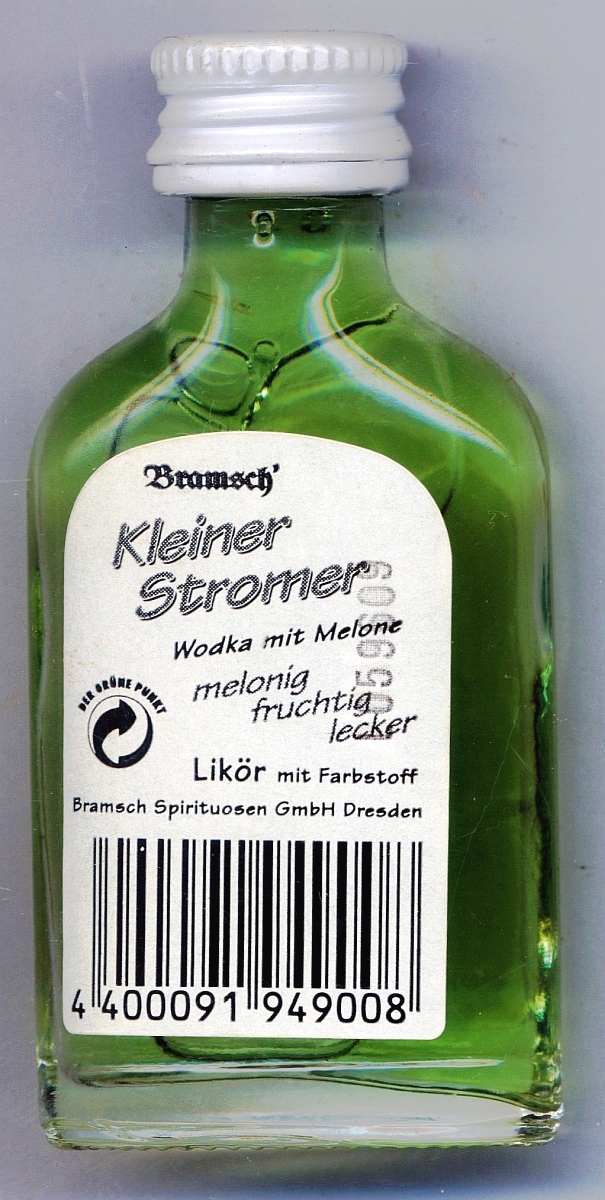 Bramsch'
Kleiner
Stromer
Wodka mit Melone
melonig
fruchtig
lecker
DER GRÜNE PUNKT
Likör mit Farbstoff
Bramsch Spirituosen GmbH Dresden
4 400091 949008